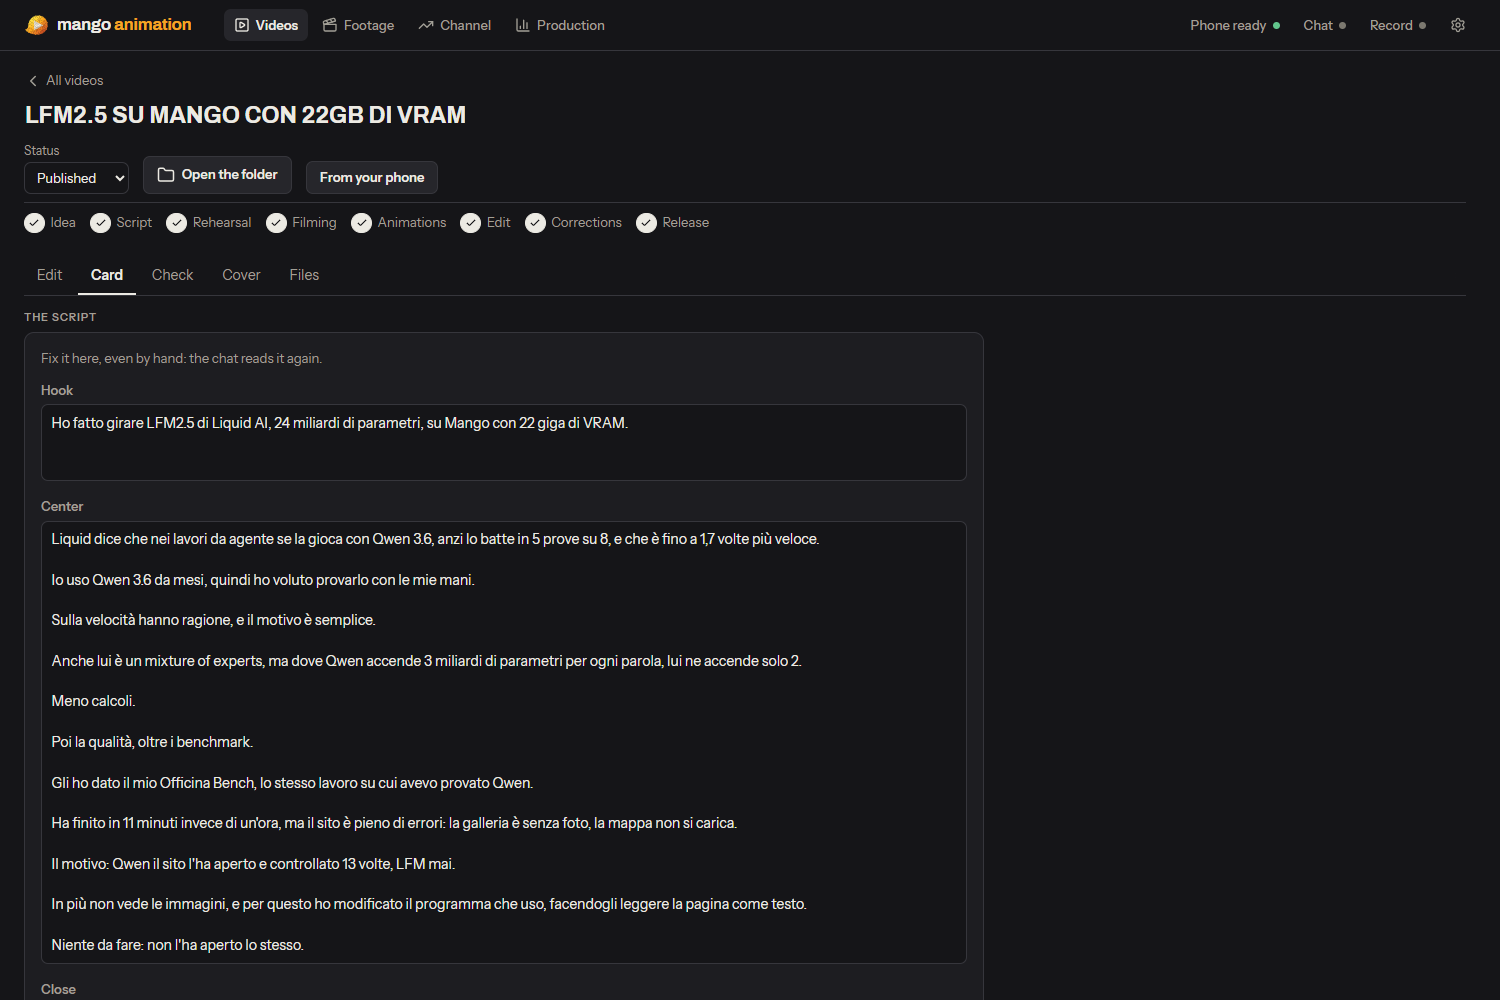 mango animation
Videos
Footage
Channel
Production
Phone ready
Chat
Record
All videos
LFM2.5 SU MANGO CON 22GB DI VRAM
Status
Published
Open the folder
From your phone
Idea
Script
Rehearsal
Filming
Animations
Edit
Corrections
Release
Edit
Card
Check
Cover
Files
THE SCRIPT
Fix it here, even by hand: the chat reads it again.
Hook
Ho fatto girare LFM2.5 di Liquid AI, 24 miliardi di parametri, su Mango con 22 giga di VRAM.
Center
Liquid dice che nei lavori da agente se la gioca con Qwen 3.6, anzi lo batte in 5 prove su 8, e che è fino a 1,7 volte più veloce.
Io uso Qwen 3.6 da mesi, quindi ho voluto provarlo con le mie mani.
Sulla velocità hanno ragione, e il motivo è semplice.
Anche lui è un mixture of experts, ma dove Qwen accende 3 miliardi di parametri per ogni parola, lui ne accende solo 2.
Meno calcoli.
Poi la qualità, oltre i benchmark.
Gli ho dato il mio Officina Bench, lo stesso lavoro su cui avevo provato Qwen.
Ha finito in 11 minuti invece di un'ora, ma il sito è pieno di errori: la galleria è senza foto, la mappa non si carica.
Il motivo: Qwen il sito l'ha aperto e controllato 13 volte, LFM mai.
In più non vede le immagini, e per questo ho modificato il programma che uso, facendogli leggere la pagina come testo.
Niente da fare: non l'ha aperto lo stesso.
Close